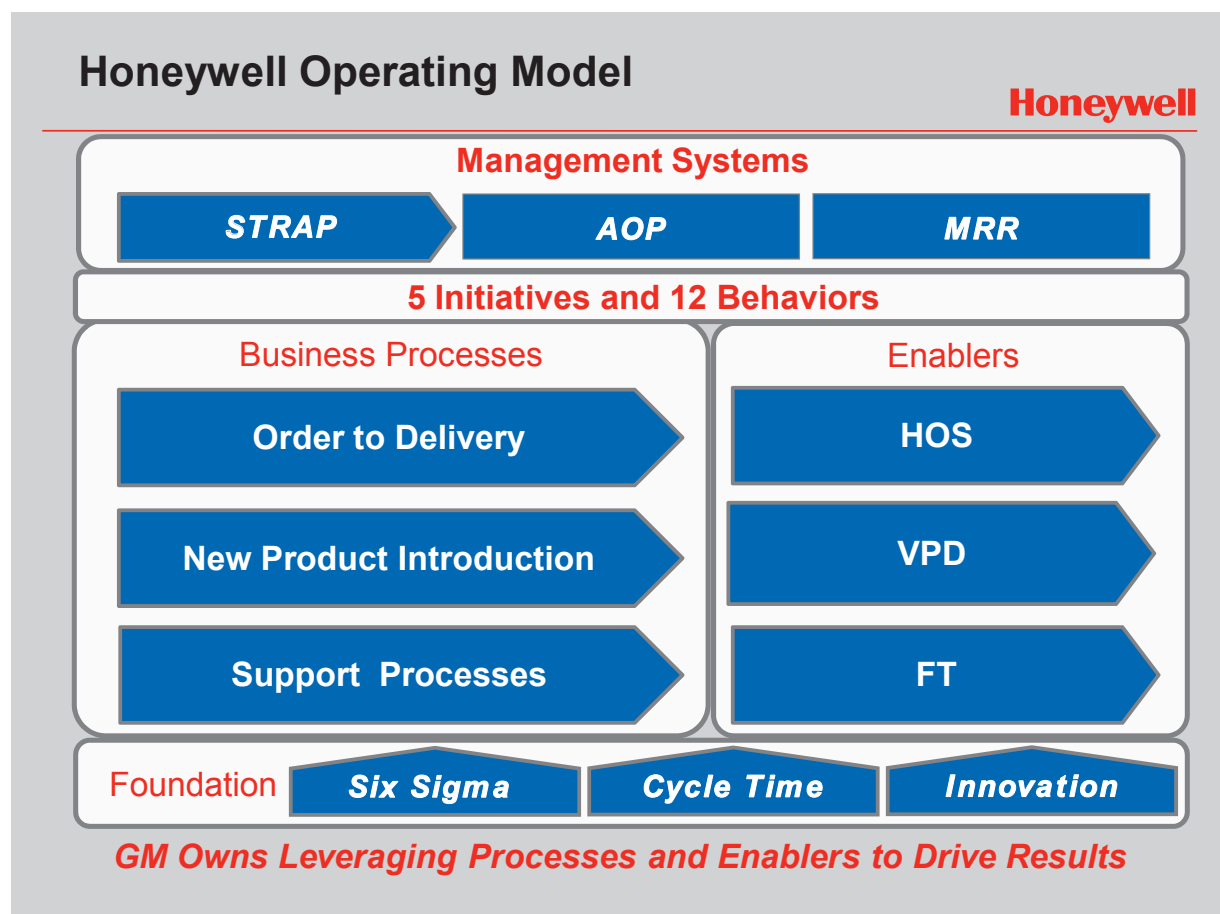 Honeywell Operating Model
Honeywell
Management Systems
STRAP
AOP
MRR
5 Initiatives and 12 Behaviors
Business Processes
Enablers
Order to Delivery
HOS
New Product Introduction
VPD
Support Processes
FT
Foundation
Six Sigma
Cycle Time
Innovation
GM Owns Leveraging Processes and Enablers to Drive Results